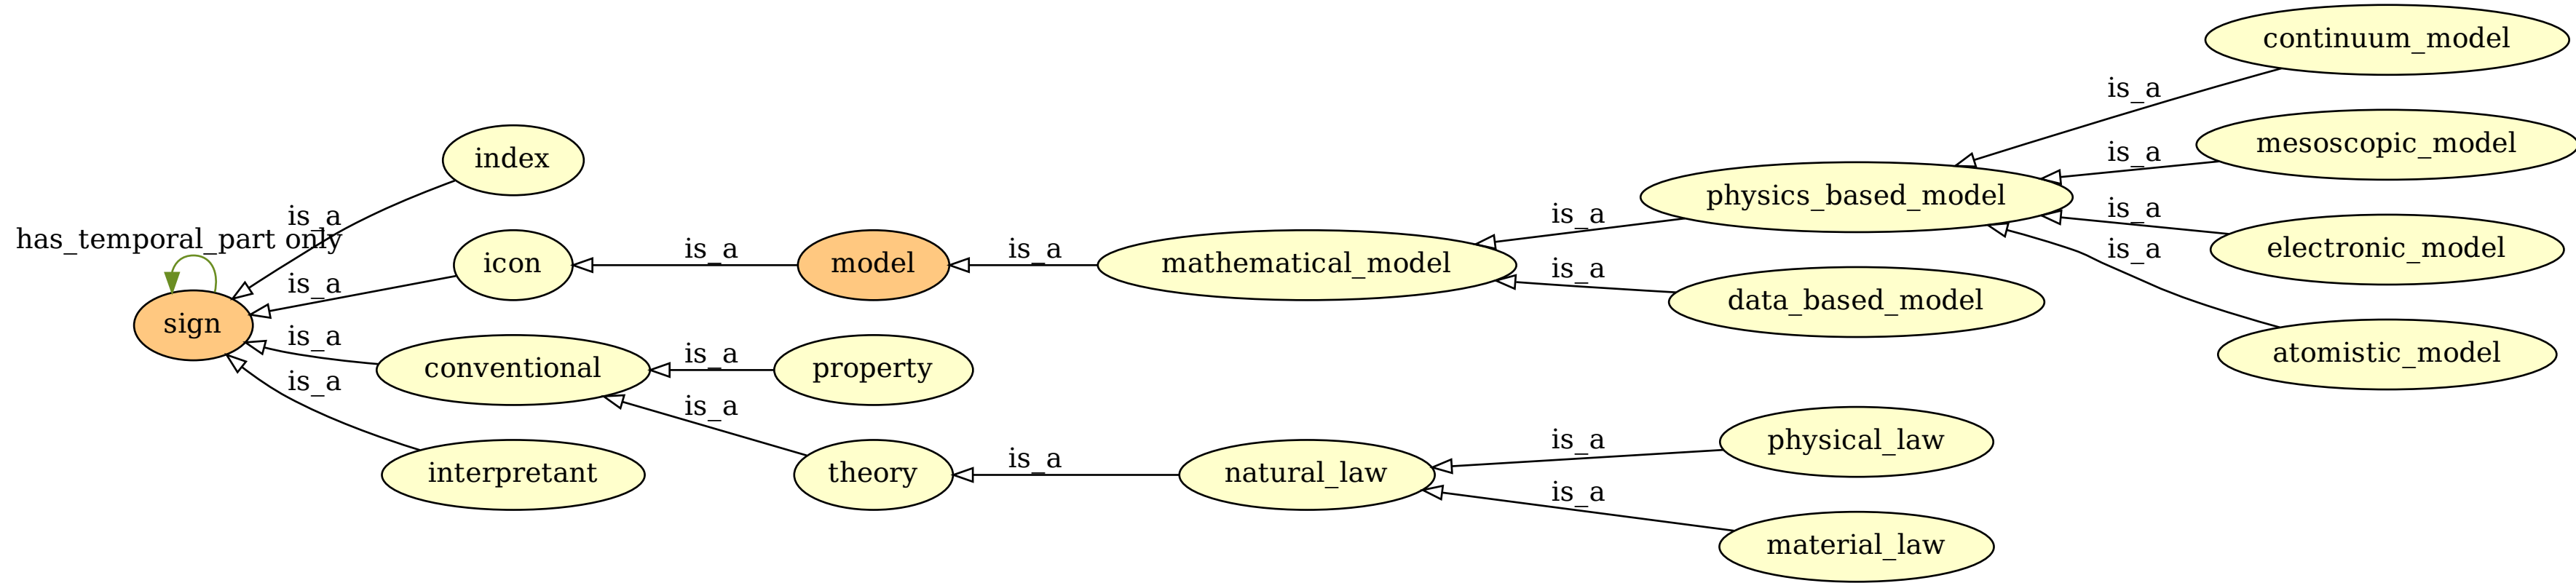 continuum_model
is_a
mesoscopic_model
index
is_a
physics_based_model
is_a
is_a
is_a
has_temporal_part only
icon
is_a
model
is_a
mathematical_model
electronic_model
is_a
is_a
is_a
data_based_model
sign
is_a
conventional
is_a
property
atomistic_model
is_a
is_a
physical_law
is_a
interpretant
theory
is_a
natural_law
is_a
material_law